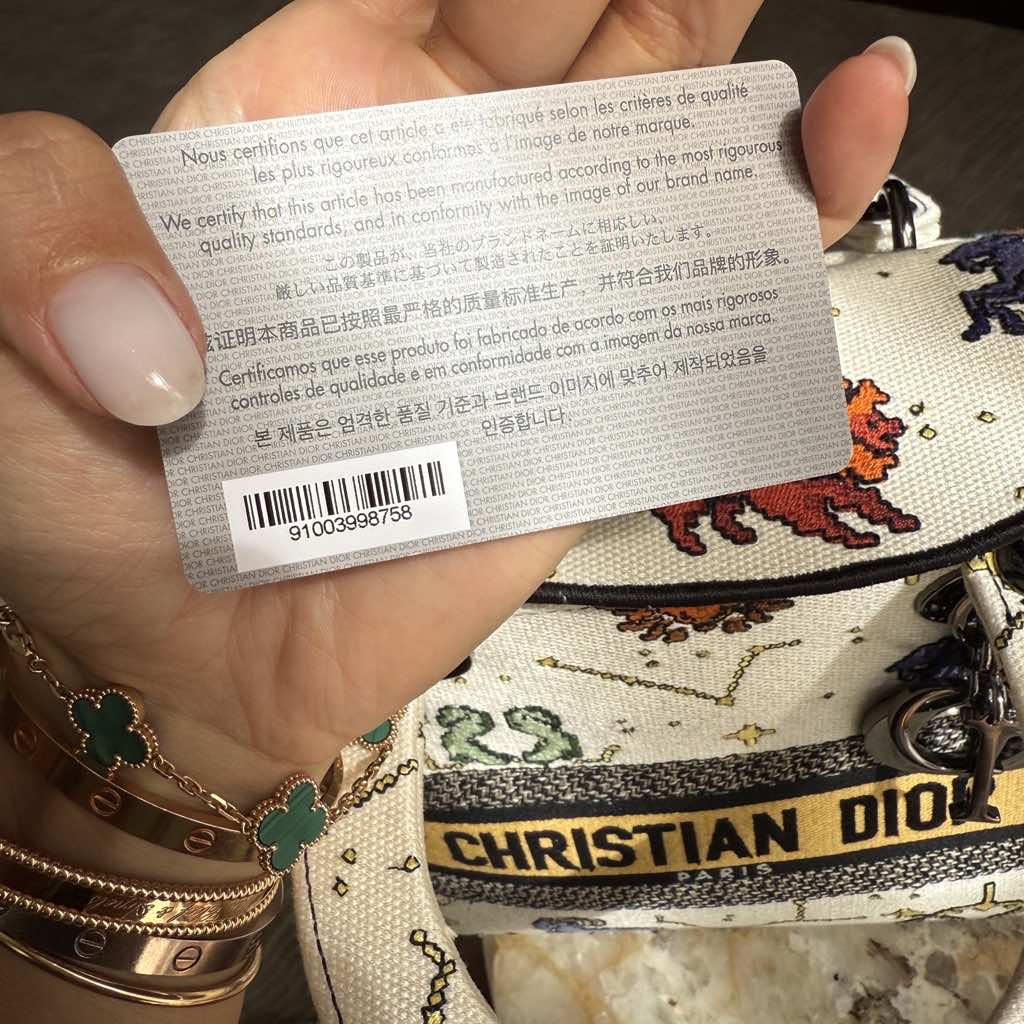 Nous certifions que cet article a été fabriqué selon les critères de qualité
les plus rigoureux conformes à l'image de notre marque.
We certify that this article has been manufactured according to the most rigourous
quality standards, and in conformity with the image of our brand name.
この製品が、当社のブランドネームに相応しい、
厳しい品質基準に基づいて製造されたことを証明いたします。
兹证明本商品已按照最严格的质量标准生产，并符合我们品牌的形象。
Certificamos que esse produto foi fabricado de acordo com os mais rigorosos
controles de qualidade e em conformidade com a imagem da nossa marca.
본 제품은 엄격한 품질 기준과 브랜드 이미지에 맞추어 제작되었음을
인증합니다.
91003998758
CHRISTIAN DIOR
PARIS